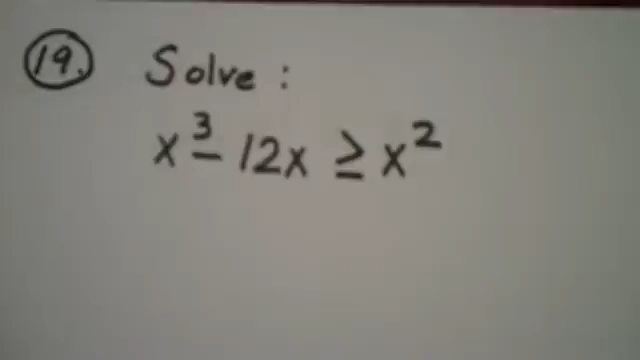 19. Solve :
x³ - 12x ≥ x²